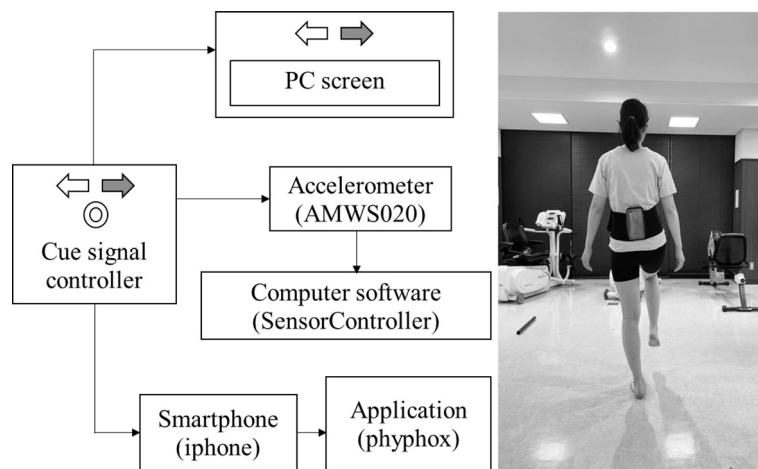 PC screen
Cue signal
controller
Accelerometer
(AMWS020)
Computer software
(SensorController)
Smartphone
(iphone)
Application
(phyphox)